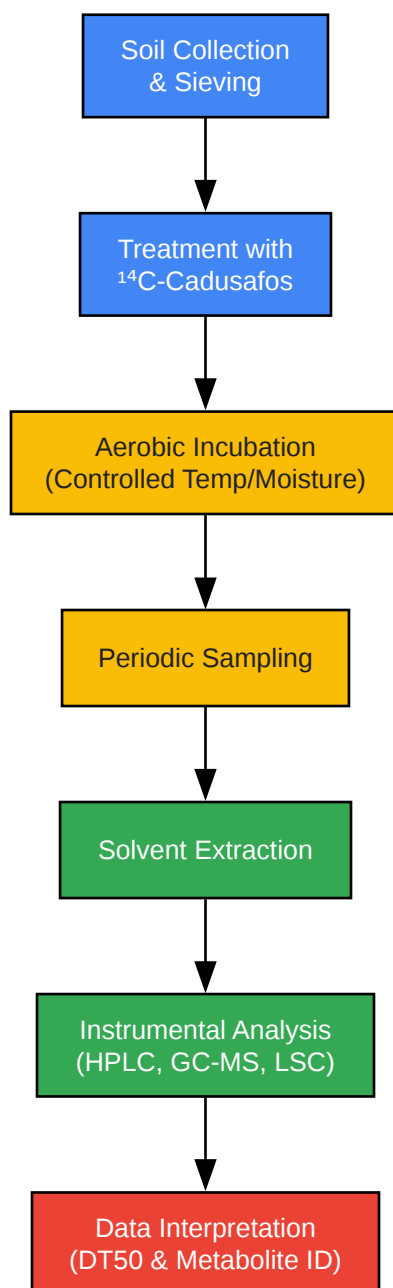 Soil Collection
& Sieving
Treatment with
¹⁴C-Cadusafos
Aerobic Incubation
(Controlled Temp/Moisture)
Periodic Sampling
Solvent Extraction
Instrumental Analysis
(HPLC, GC-MS, LSC)
Data Interpretation
(DT50 & Metabolite ID)